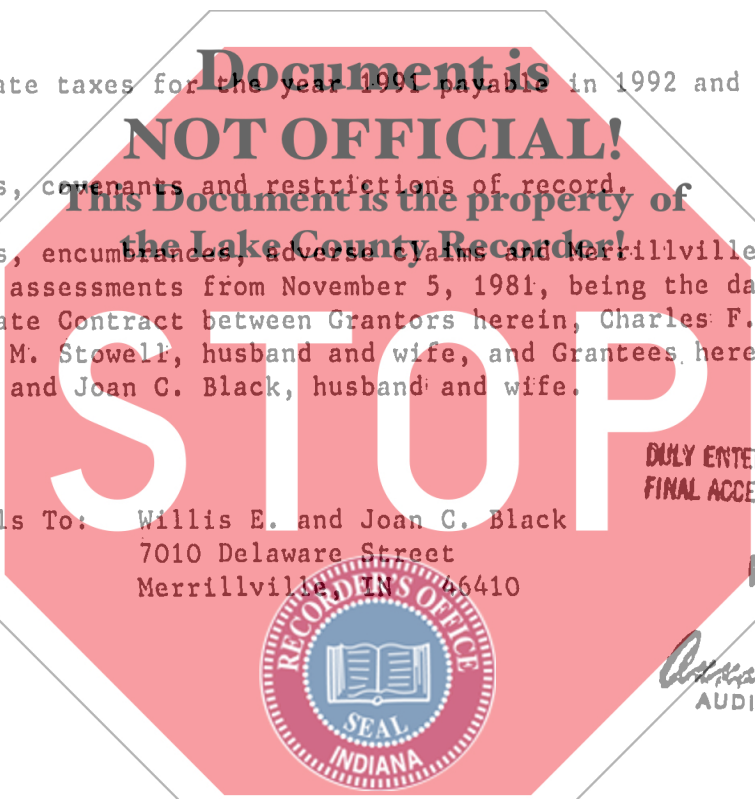 Document is
ate taxes for the year 1991 payable in 1992 and
NOT OFFICIAL!
s, covenants and restrictions of record.
This Document is the property of
the Lake County Recorder!
s, encumbrances, adverse claims and Merrillville
assessments from November 5, 1981, being the da
ate Contract between Grantors herein, Charles F.
M. Stowell, husband and wife, and Grantees here
and Joan C. Black, husband and wife.
STOP
DULY ENTE
FINAL ACCE
ls To: Willis E. and Joan C. Black
7010 Delaware Street
Merrillville, IN 46410
RECORDER'S OFFICE
SEAL
INDIANA
AUDI